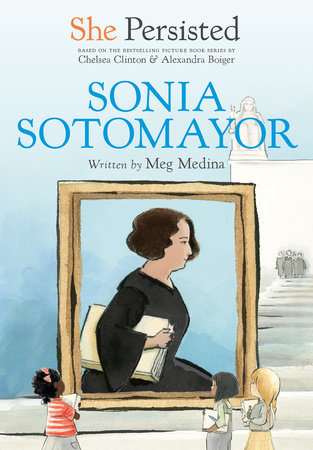 She Persisted
BASED ON THE BESTSELLING PICTURE BOOK SERIES BY
Chelsea Clinton & Alexandra Boiger
SONIA
SOTOMAYOR
Written by Meg Medina